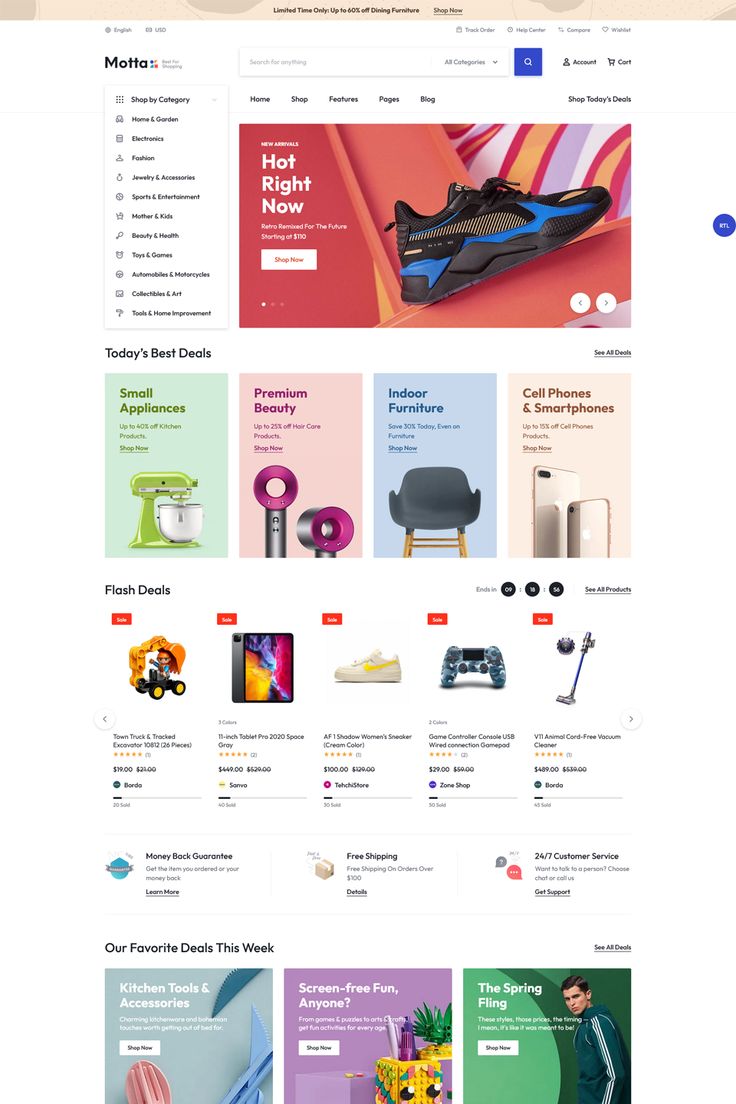 Limited Time Only: Up to 60% off Dining Furniture Shop Now
English USD Track Order Help Center Compare Wishlist
Motta Best For Shopping
Search for anything All Categories Account Cart
Shop by Category Home Shop Features Pages Blog Shop Today's Deals
Home & Garden
Electronics
Fashion
Jewelry & Accessories
Sports & Entertainment
Mother & Kids
Beauty & Health
Toys & Games
Automobiles & Motorcycles
Collectibles & Art
Tools & Home Improvement
NEW ARRIVALS
Hot
Right
Now
Retro Remixed For The Future
Starting at $110
Shop Now
RTL
Today's Best Deals See All Deals
Small
Appliances
Up to 40% off Kitchen
Products.
Shop Now
Premium
Beauty
Up to 25% off Hair Care
Products.
Shop Now
Indoor
Furniture
Save 30% Today, Even on
Furniture
Shop Now
Cell Phones
& Smartphones
Up to 15% off Cell Phones
Products.
Shop Now
Flash Deals Ends in 09 : 18 : 56 See All Products
Sale
Town Truck & Tracked
Excavator 10812 (26 Pieces)
(1)
$19.00 $21.00
Borda
20 Sold
Sale
3 Colors
11-inch Tablet Pro 2020 Space
Gray
(2)
$449.00 $529.00
Sanvo
40 Sold
Sale
AF 1 Shadow Women's Sneaker
(Cream Color)
(1)
$100.00 $129.00
TehchiStore
30 Sold
Sale
2 Colors
Game Controller Console USB
Wired connection Gamepad
(2)
$29.00 $59.00
Zone Shop
50 Sold
Sale
V11 Animal Cord-Free Vacuum
Cleaner
(1)
$489.00 $539.00
Borda
45 Sold
Money Back Guarantee
Get the item you ordered or your
money back
Learn More
Free Shipping
Free Shipping On Orders Over
$100
Details
24/7
24/7 Customer Service
Want to talk to a person? Choose
chat or call us
Get Support
Our Favorite Deals This Week See All Deals
Kitchen Tools &
Accessories
Charming kitchenware and bohemian
touches worth getting out of bed for.
Shop Now
Screen-free Fun,
Anyone?
From games & puzzles to arts & crafts,
get fun activities for every age.
Shop Now
The Spring
Fling
These styles, those prices, the timing —
I mean, it's like it was meant to be!
Shop Now